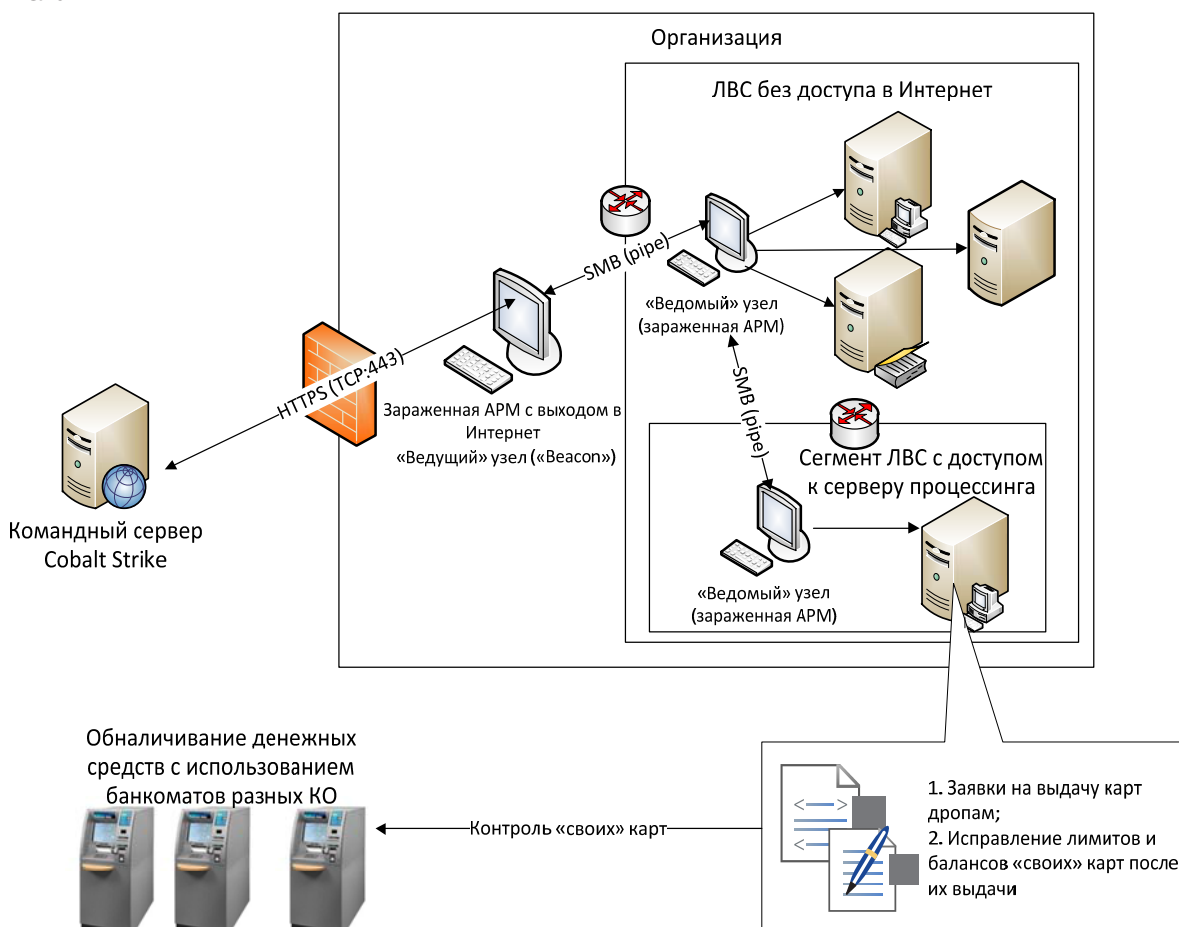 Организация
ЛВС без доступа в Интернет
SMB (pipe)
«Ведомый» узел
(зараженная АРМ)
HTTPS (TCP:443)
Зараженная АРМ с выходом в
Интернет
«Ведущий» узел («Beacon»)
SMB (pipe)
Сегмент ЛВС с доступом
к серверу процессинга
Командный сервер
Cobalt Strike
«Ведомый» узел
(зараженная АРМ)
Обналичивание денежных
средств с использованием
банкоматов разных КО
Контроль «своих» карт
1. Заявки на выдачу карт
дропам;
2. Исправление лимитов и
балансов «своих» карт после
их выдачи